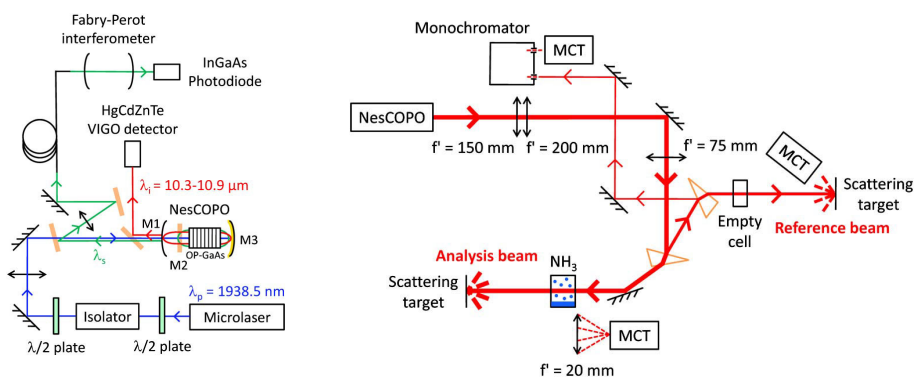 Fabry-Perot
interferometer
InGaAs
Photodiode
HgCdZnTe
VIGO detector
λi = 10.3-10.9 µm
NesCOPO
M1
M3
OP-GaAs
M2
λs
λp = 1938.5 nm
Isolator
Microlaser
λ/2 plate
λ/2 plate
Monochromator
MCT
NesCOPO
f' = 150 mm
f' = 200 mm
f' = 75 mm
MCT
Scattering
target
Empty
cell
Reference beam
Analysis beam
NH3
Scattering
target
MCT
f' = 20 mm